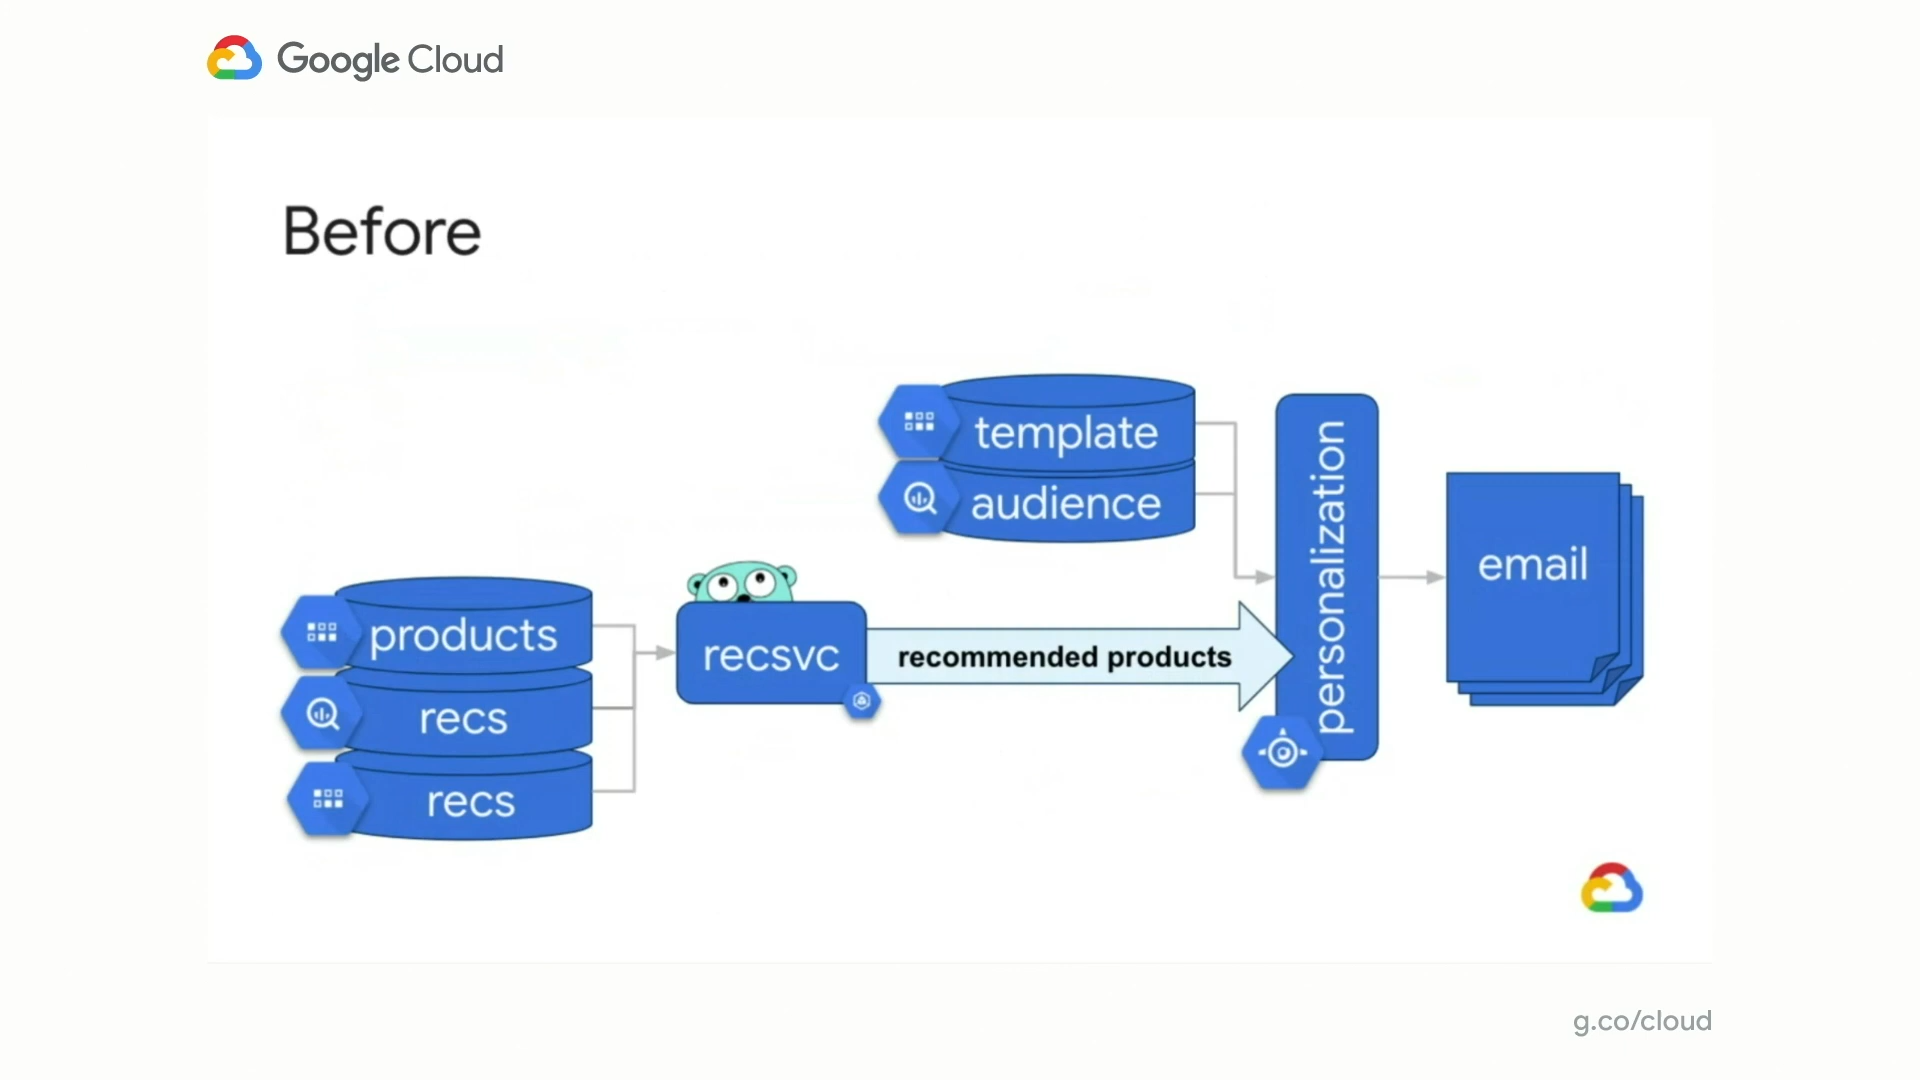 Google Cloud
Before
template
audience
products
recs
recs
recsvc
recommended products
personalization
email
g.co/cloud